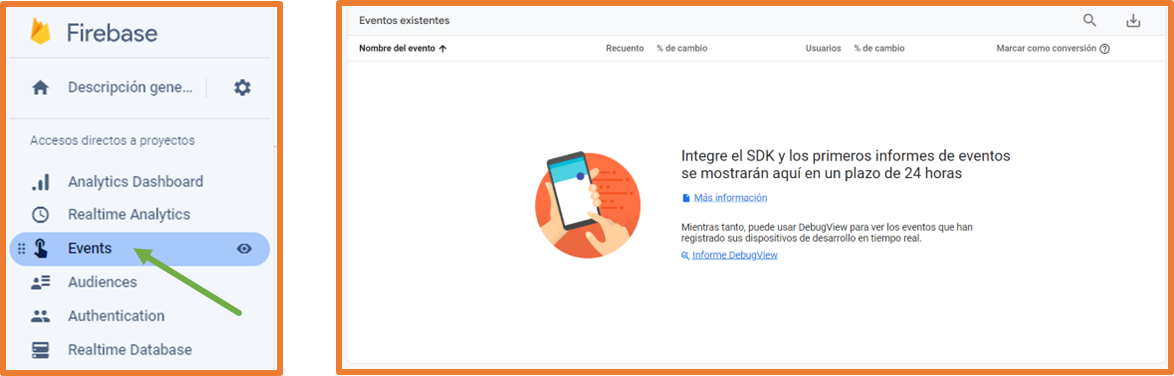 Firebase
Descripción gene...
Accesos directos a proyectos
Analytics Dashboard
Realtime Analytics
Events
Audiences
Authentication
Realtime Database
Eventos existentes
Nombre del evento Recuento % de cambio Usuarios % de cambio Marcar como conversión
Integre el SDK y los primeros informes de eventos
se mostrarán aquí en un plazo de 24 horas
Más información
Mientras tanto, puede usar DebugView para ver los eventos que han
registrado sus dispositivos de desarrollo en tiempo real.
Informe DebugView